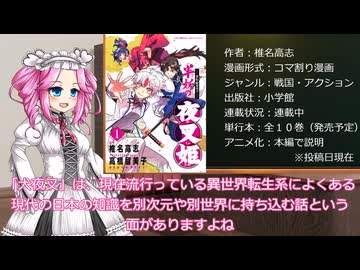 作者：椎名高志
漫画形式：コマ割り漫画
ジャンル：戦国・アクション
出版社：小学館
連載状況：連載中
単行本：全１０巻（発売予定）
アニメ化：本編で説明
※投稿日現在
夜叉姫
1
椎名高志
高橋留美子
『犬夜叉』は、現在流行っている異世界転生系によくある
現代の日本の知識を別次元や別世界に持ち込む話という
面がありますよね